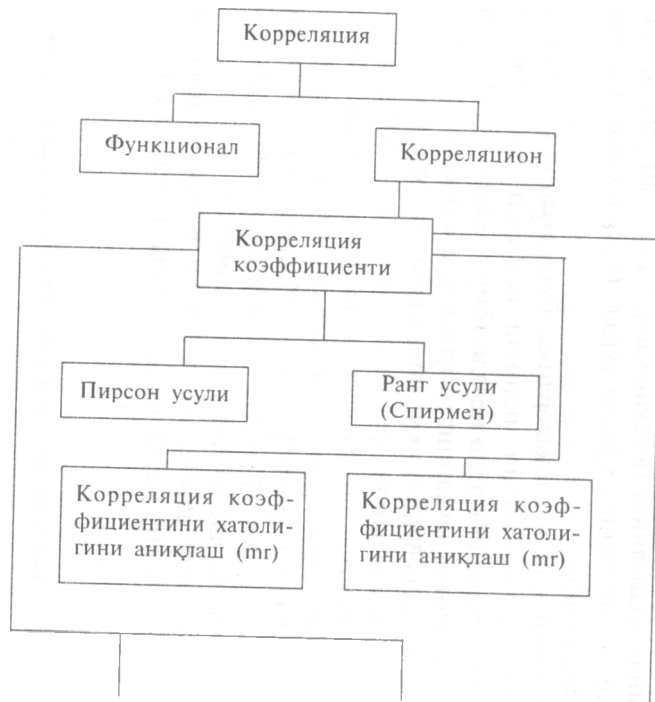 Корреляция
Функционал
Корреляцион
Корреляция
коэффициенти
Пирсон усули
Ранг усули
(Спирмен)
Корреляция коэф-
фициентини хатоли-
гини аниқлаш (mr)
Корреляция коэф-
фициентини хатоли-
гини аниқлаш (mr)